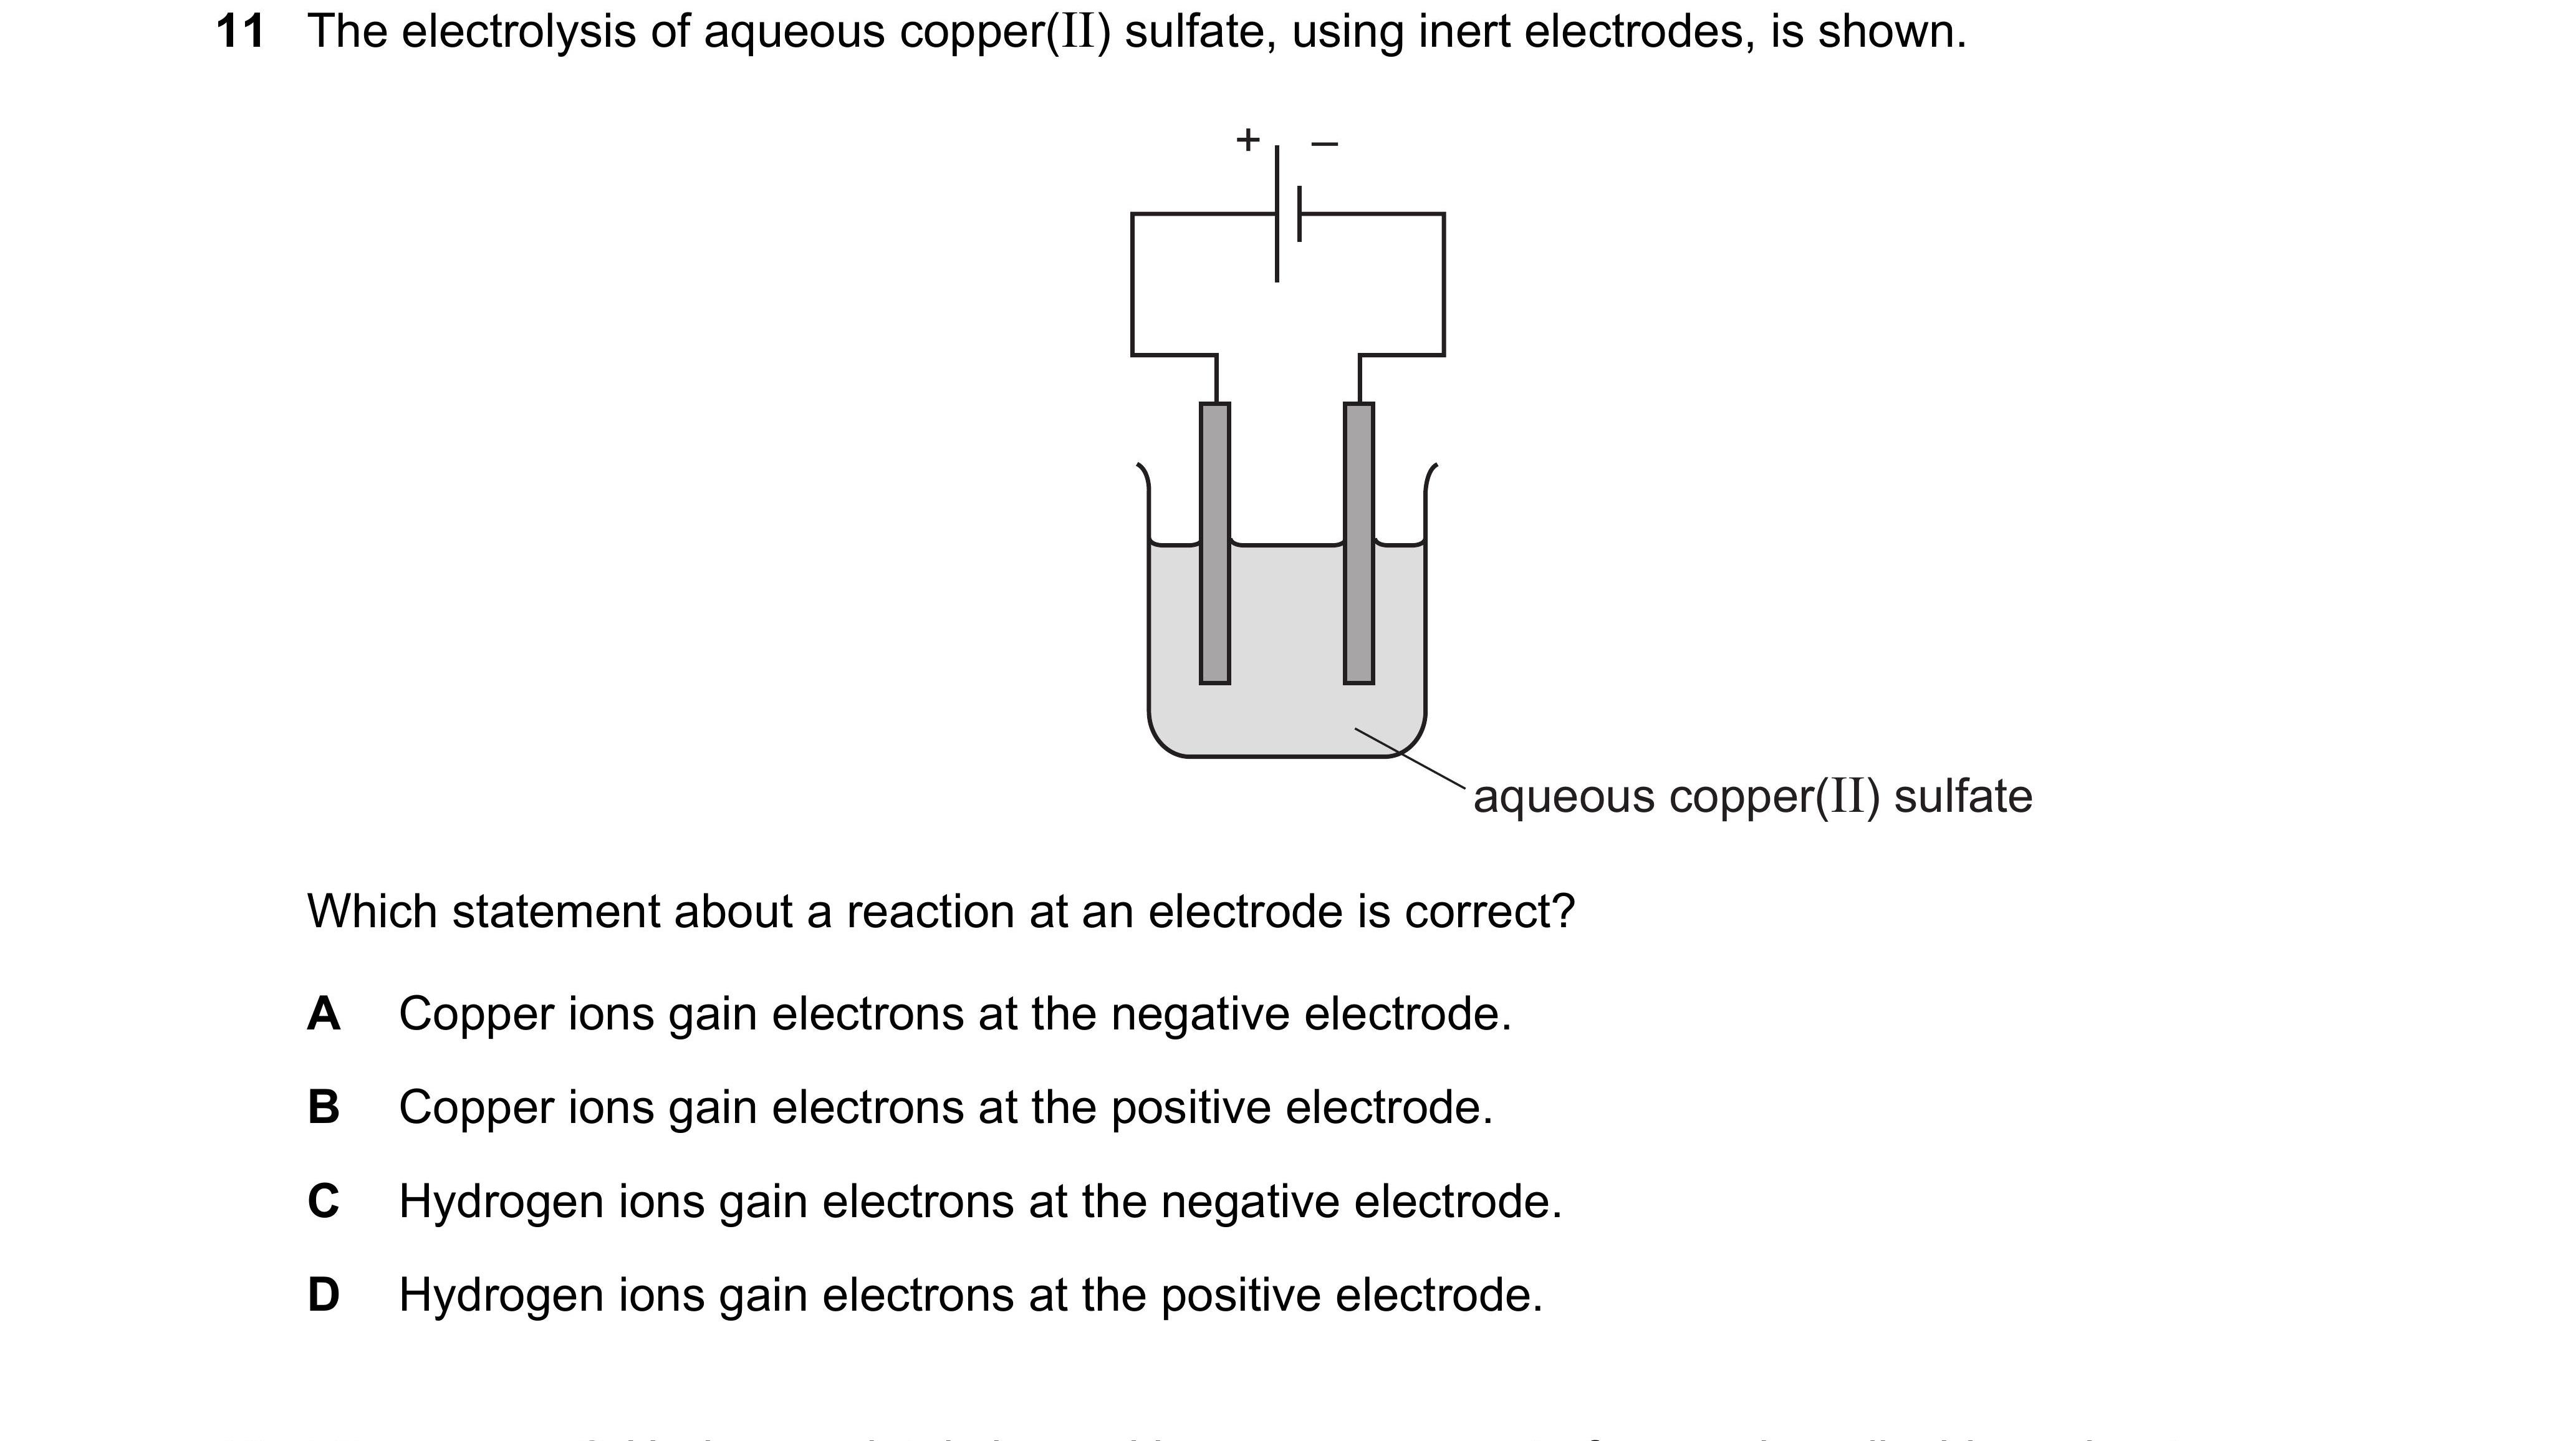 11 The electrolysis of aqueous copper(II) sulfate, using inert electrodes, is shown.
+ –
aqueous copper(II) sulfate
Which statement about a reaction at an electrode is correct?
A Copper ions gain electrons at the negative electrode.
B Copper ions gain electrons at the positive electrode.
C Hydrogen ions gain electrons at the negative electrode.
D Hydrogen ions gain electrons at the positive electrode.